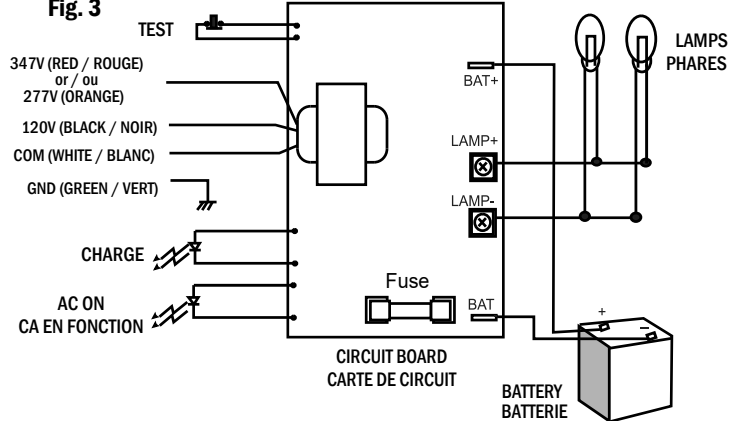 Fig. 3
TEST
347V (RED / ROUGE)
or / ou
277V (ORANGE)
120V (BLACK / NOIR)
COM (WHITE / BLANC)
GND (GREEN / VERT)
CHARGE
AC ON
CA EN FONCTION
BAT+
LAMP+
LAMP-
Fuse
BAT
CIRCUIT BOARD
CARTE DE CIRCUIT
LAMPS
PHARES
+
–
BATTERY
BATTERIE